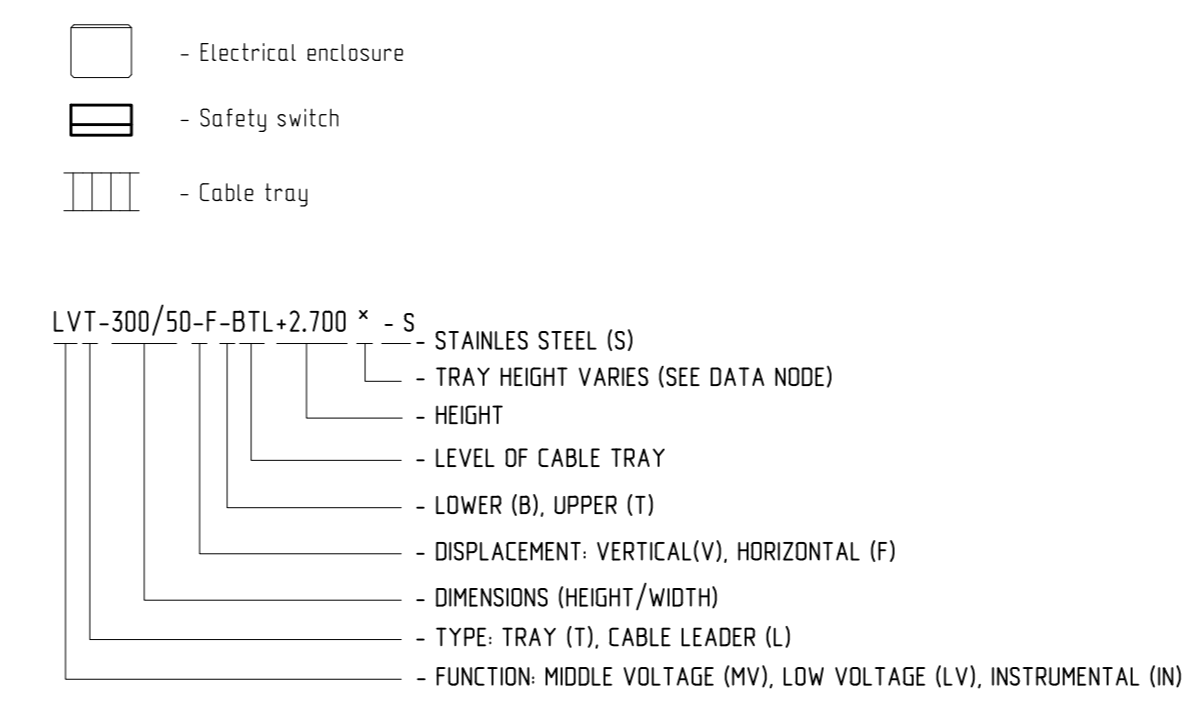 - Electrical enclosure
- Safety switch
- Cable tray
LVT-300/50-F-BTL+2.700 x - S
- STAINLES STEEL (S)
- TRAY HEIGHT VARIES (SEE DATA NODE)
- HEIGHT
- LEVEL OF CABLE TRAY
- LOWER (B), UPPER (T)
- DISPLACEMENT: VERTICAL(V), HORIZONTAL (F)
- DIMENSIONS (HEIGHT/WIDTH)
- TYPE: TRAY (T), CABLE LEADER (L)
- FUNCTION: MIDDLE VOLTAGE (MV), LOW VOLTAGE (LV), INSTRUMENTAL (IN)